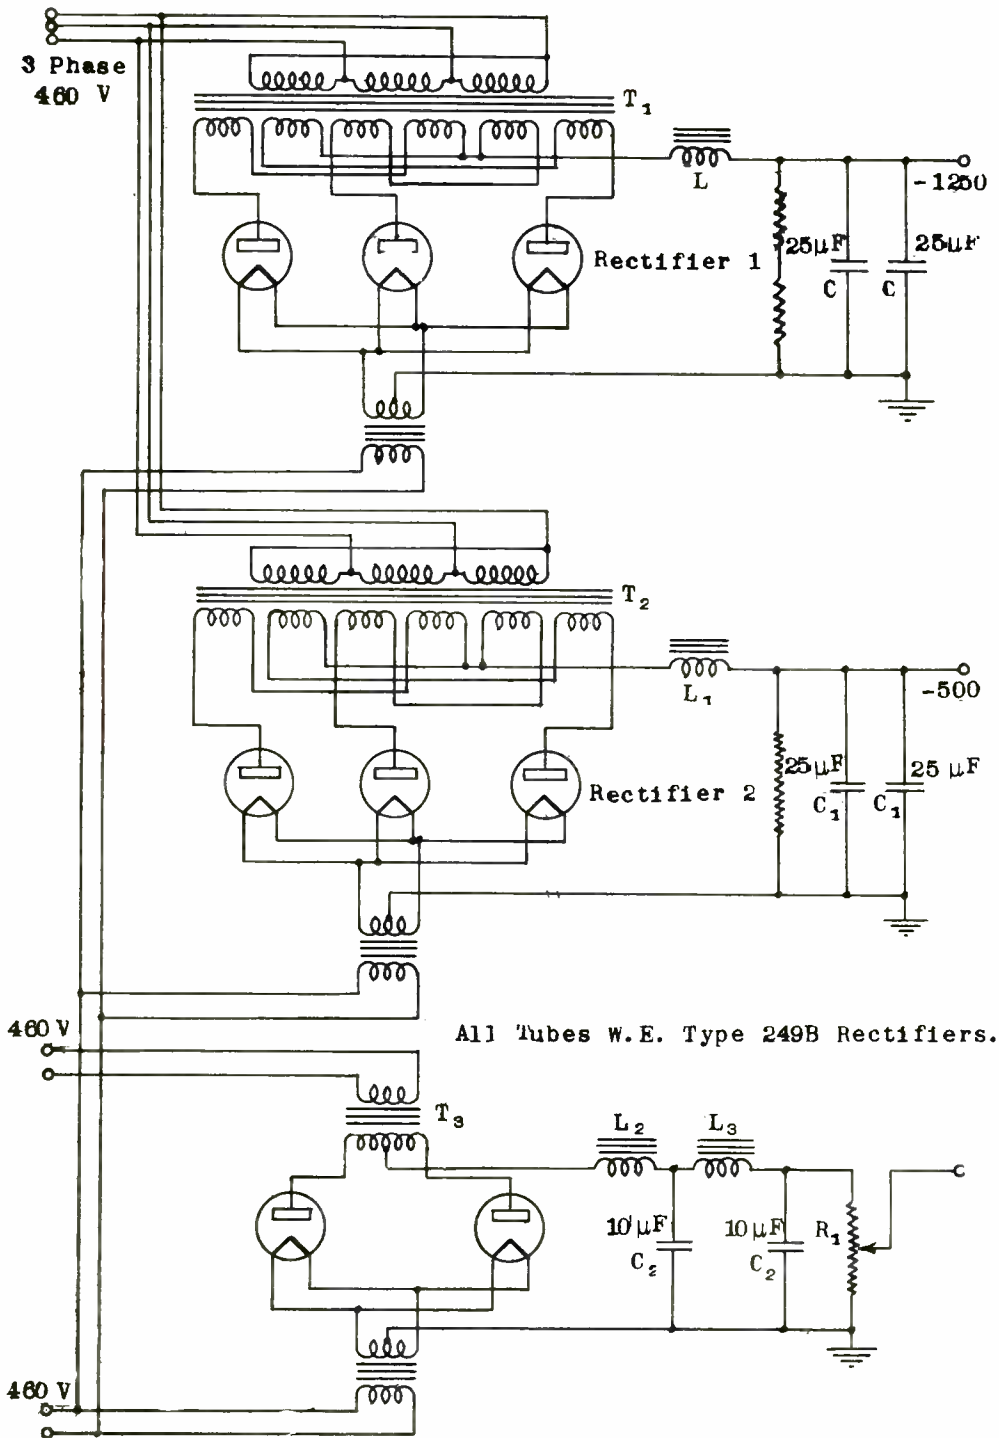 3 Phase
460 V
T₁
L
-1250
25µF
C
25µF
C
Rectifier 1
T₂
L₁
-500
25µF
C₁
25 µF
C₁
Rectifier 2
460 V
All Tubes W.E. Type 249B Rectifiers.
T₃
L₂
L₃
10µF
C₂
10µF
C₂
R₁
460 V